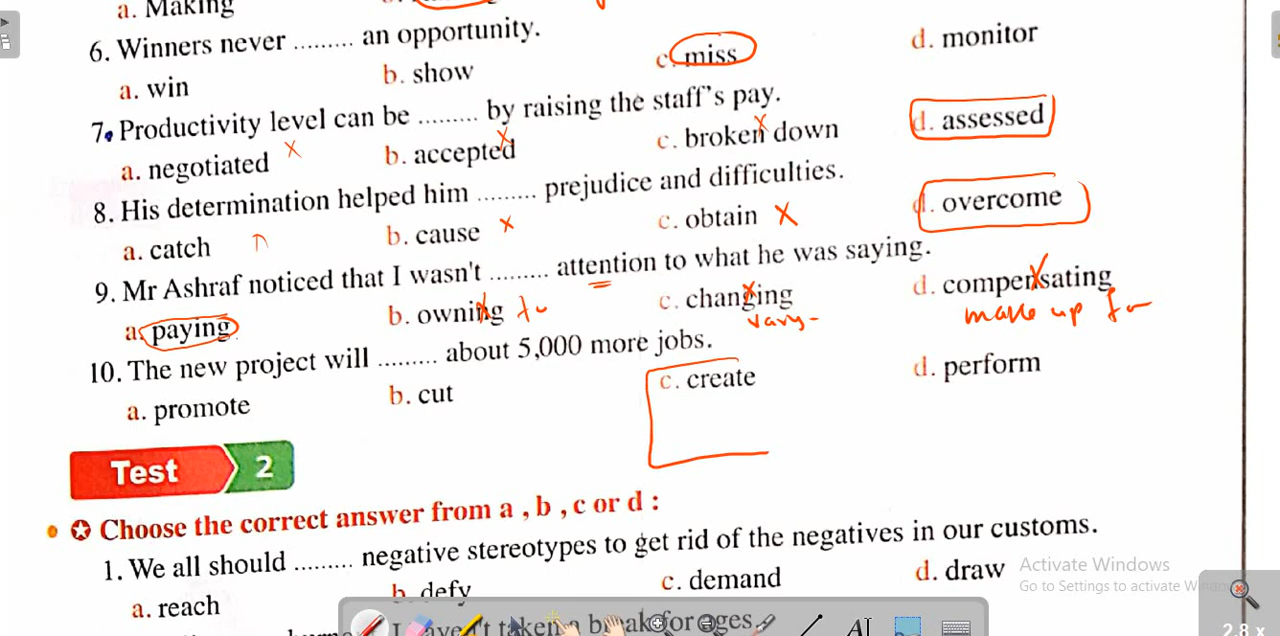 a. Making
6. Winners never ......... an opportunity.
a. win b. show c. miss d. monitor
7. Productivity level can be ......... by raising the staff's pay.
a. negotiated x b. accepted x c. broken down x d. assessed
8. His determination helped him ......... prejudice and difficulties.
a. catch b. cause x c. obtain x d. overcome
9. Mr Ashraf noticed that I wasn't ......... attention to what he was saying.
a. paying b. owning c. changing d. compensating
vary make up for
10. The new project will ......... about 5,000 more jobs.
a. promote b. cut c. create d. perform
Test 2
Choose the correct answer from a , b , c or d :
1. We all should ......... negative stereotypes to get rid of the negatives in our customs.
a. reach b. defy c. demand d. draw
Activate Windows
Go to Settings to activate
for ages
2.8 x